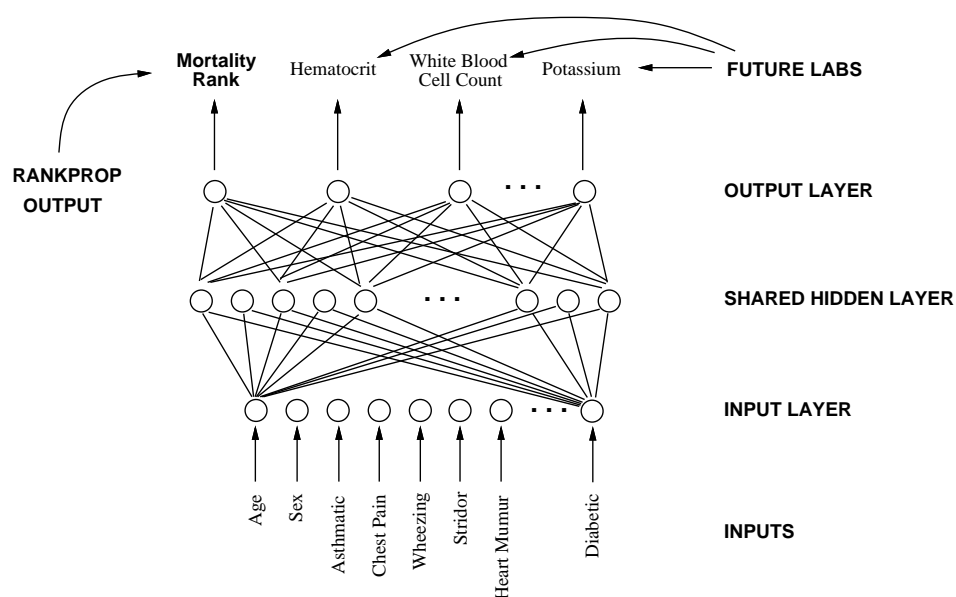 Mortality
Rank
Hematocrit
White Blood
Cell Count
Potassium
FUTURE LABS
RANKPROP
OUTPUT
. . .
OUTPUT LAYER
. . .
SHARED HIDDEN LAYER
. . .
INPUT LAYER
Age
Sex
Asthmatic
Chest Pain
Wheezing
Stridor
Heart Mumur
Diabetic
INPUTS